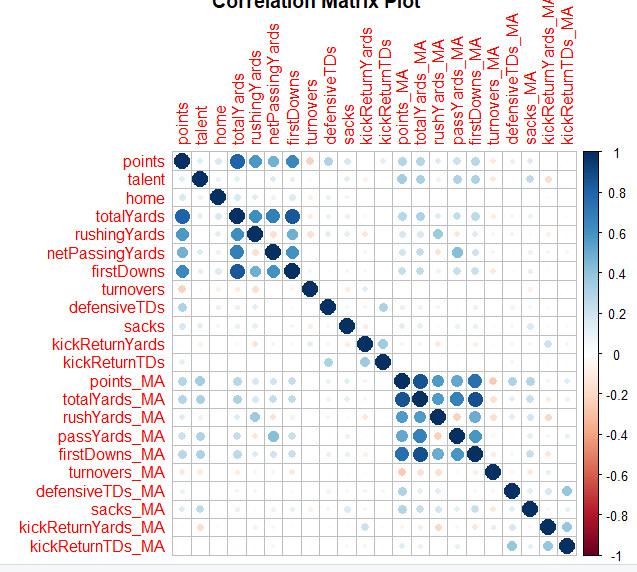 Correlation Matrix Plot
points
talent
home
totalYards
rushingYards
netPassingYards
firstDowns
turnovers
defensiveTDs
sacks
kickReturnYards
kickReturnTDs
points_MA
totalYards_MA
rushYards_MA
passYards_MA
firstDowns_MA
turnovers_MA
defensiveTDs_MA
sacks_MA
kickReturnYards_MA
kickReturnTDs_MA
points
talent
home
totalYards
rushingYards
netPassingYards
firstDowns
turnovers
defensiveTDs
sacks
kickReturnYards
kickReturnTDs
points_MA
totalYards_MA
rushYards_MA
passYards_MA
firstDowns_MA
turnovers_MA
defensiveTDs_MA
sacks_MA
kickReturnYards_MA
kickReturnTDs_MA
1
0.8
0.6
0.4
0.2
0
-0.2
-0.4
-0.6
-0.8
-1